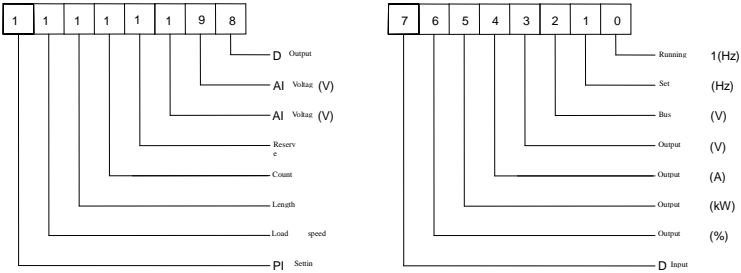 1 1 1 1 1 1 9 8
D Output
AI Voltag (V)
AI Voltag (V)
Reserv
e
Count
Length
Load speed
PI Settin
7 6 5 4 3 2 1 0
Running 1(Hz)
Set (Hz)
Bus (V)
Output (V)
Output (A)
Output (kW)
Output (%)
D Input